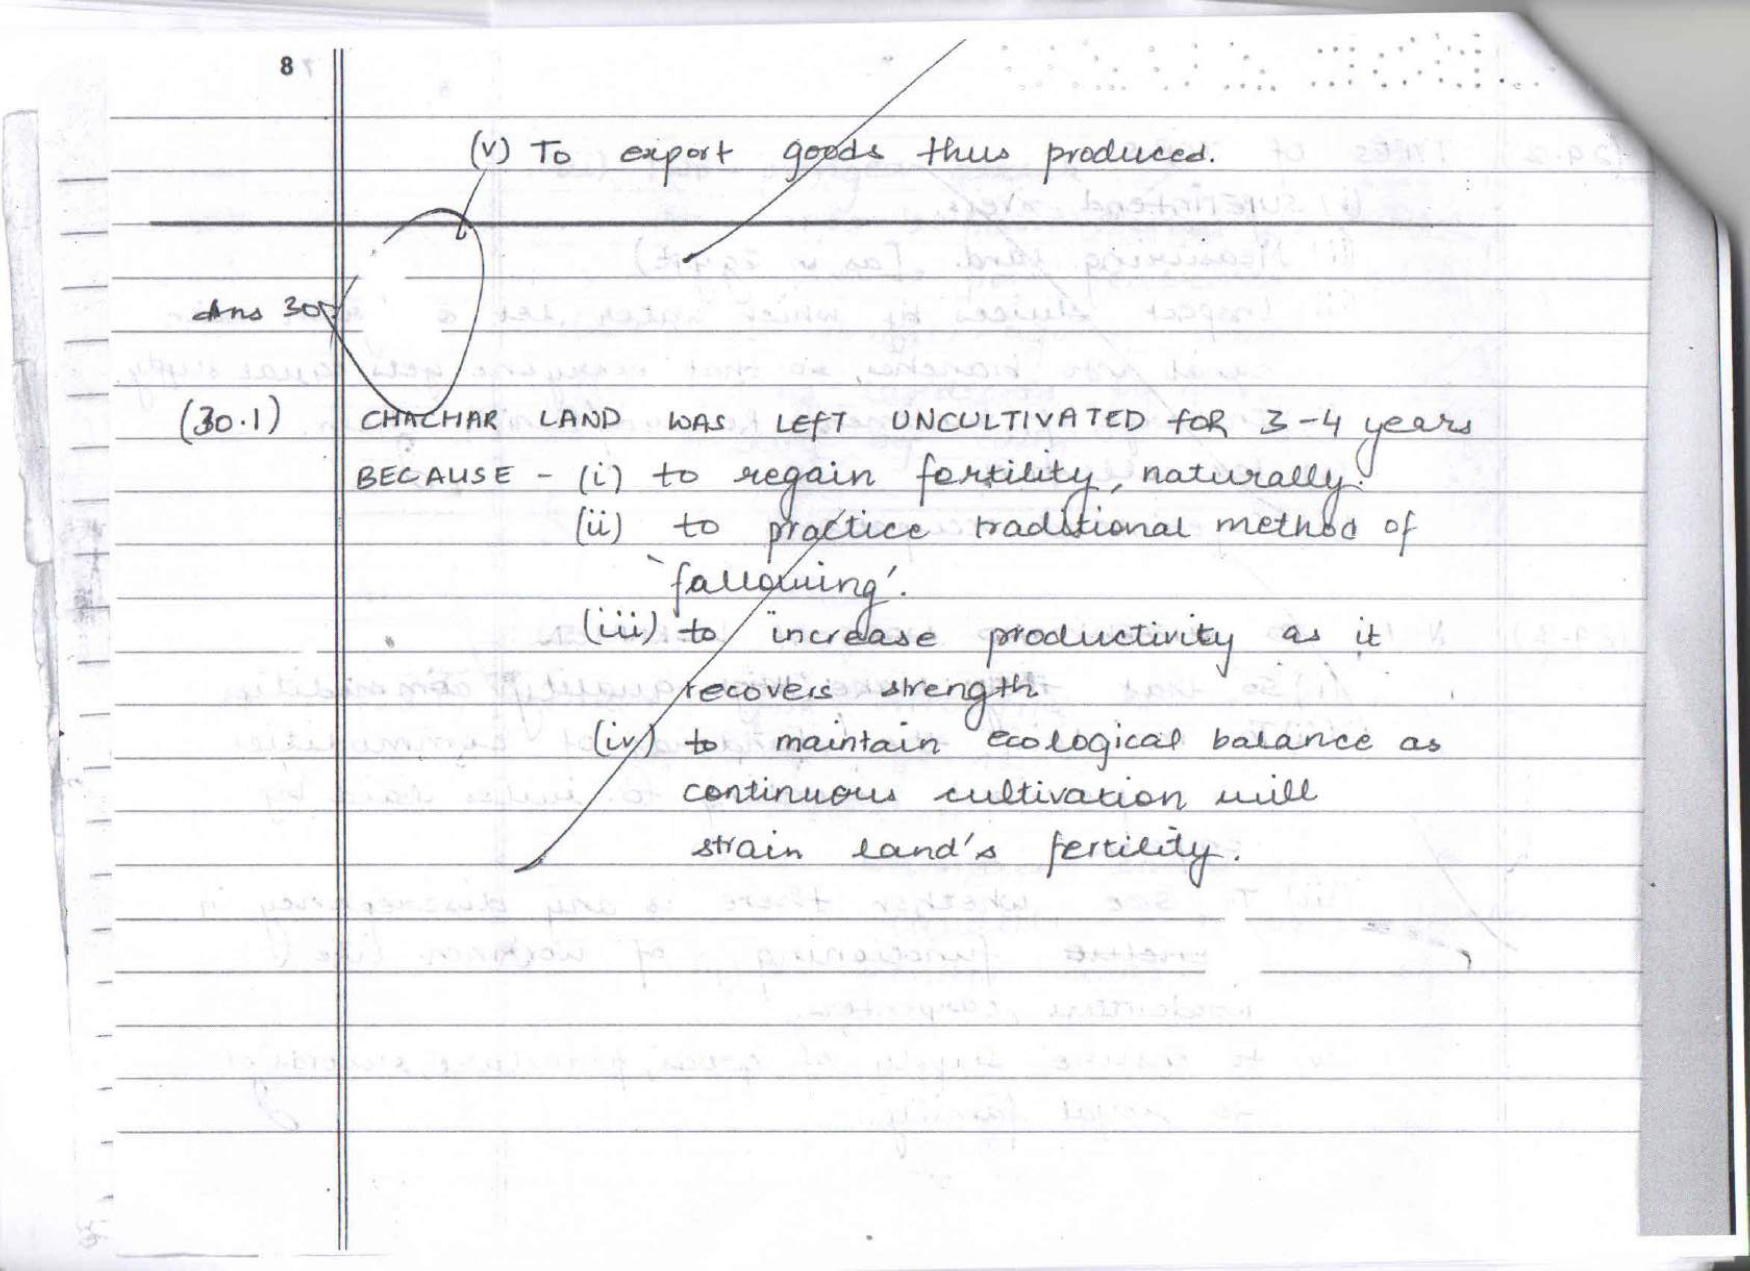 8
(v) To export goods thus produced.
Ans 30
(30.1) CHACHAR LAND WAS LEFT UNCULTIVATED FOR 3-4 years
BECAUSE - (i) to regain fertility, naturally.
(ii) to practice traditional method of
'fallowing'.
(iii) to increase productivity as it
recovers strength
(iv) to maintain ecological balance as
continuous cultivation will
strain land's fertility.